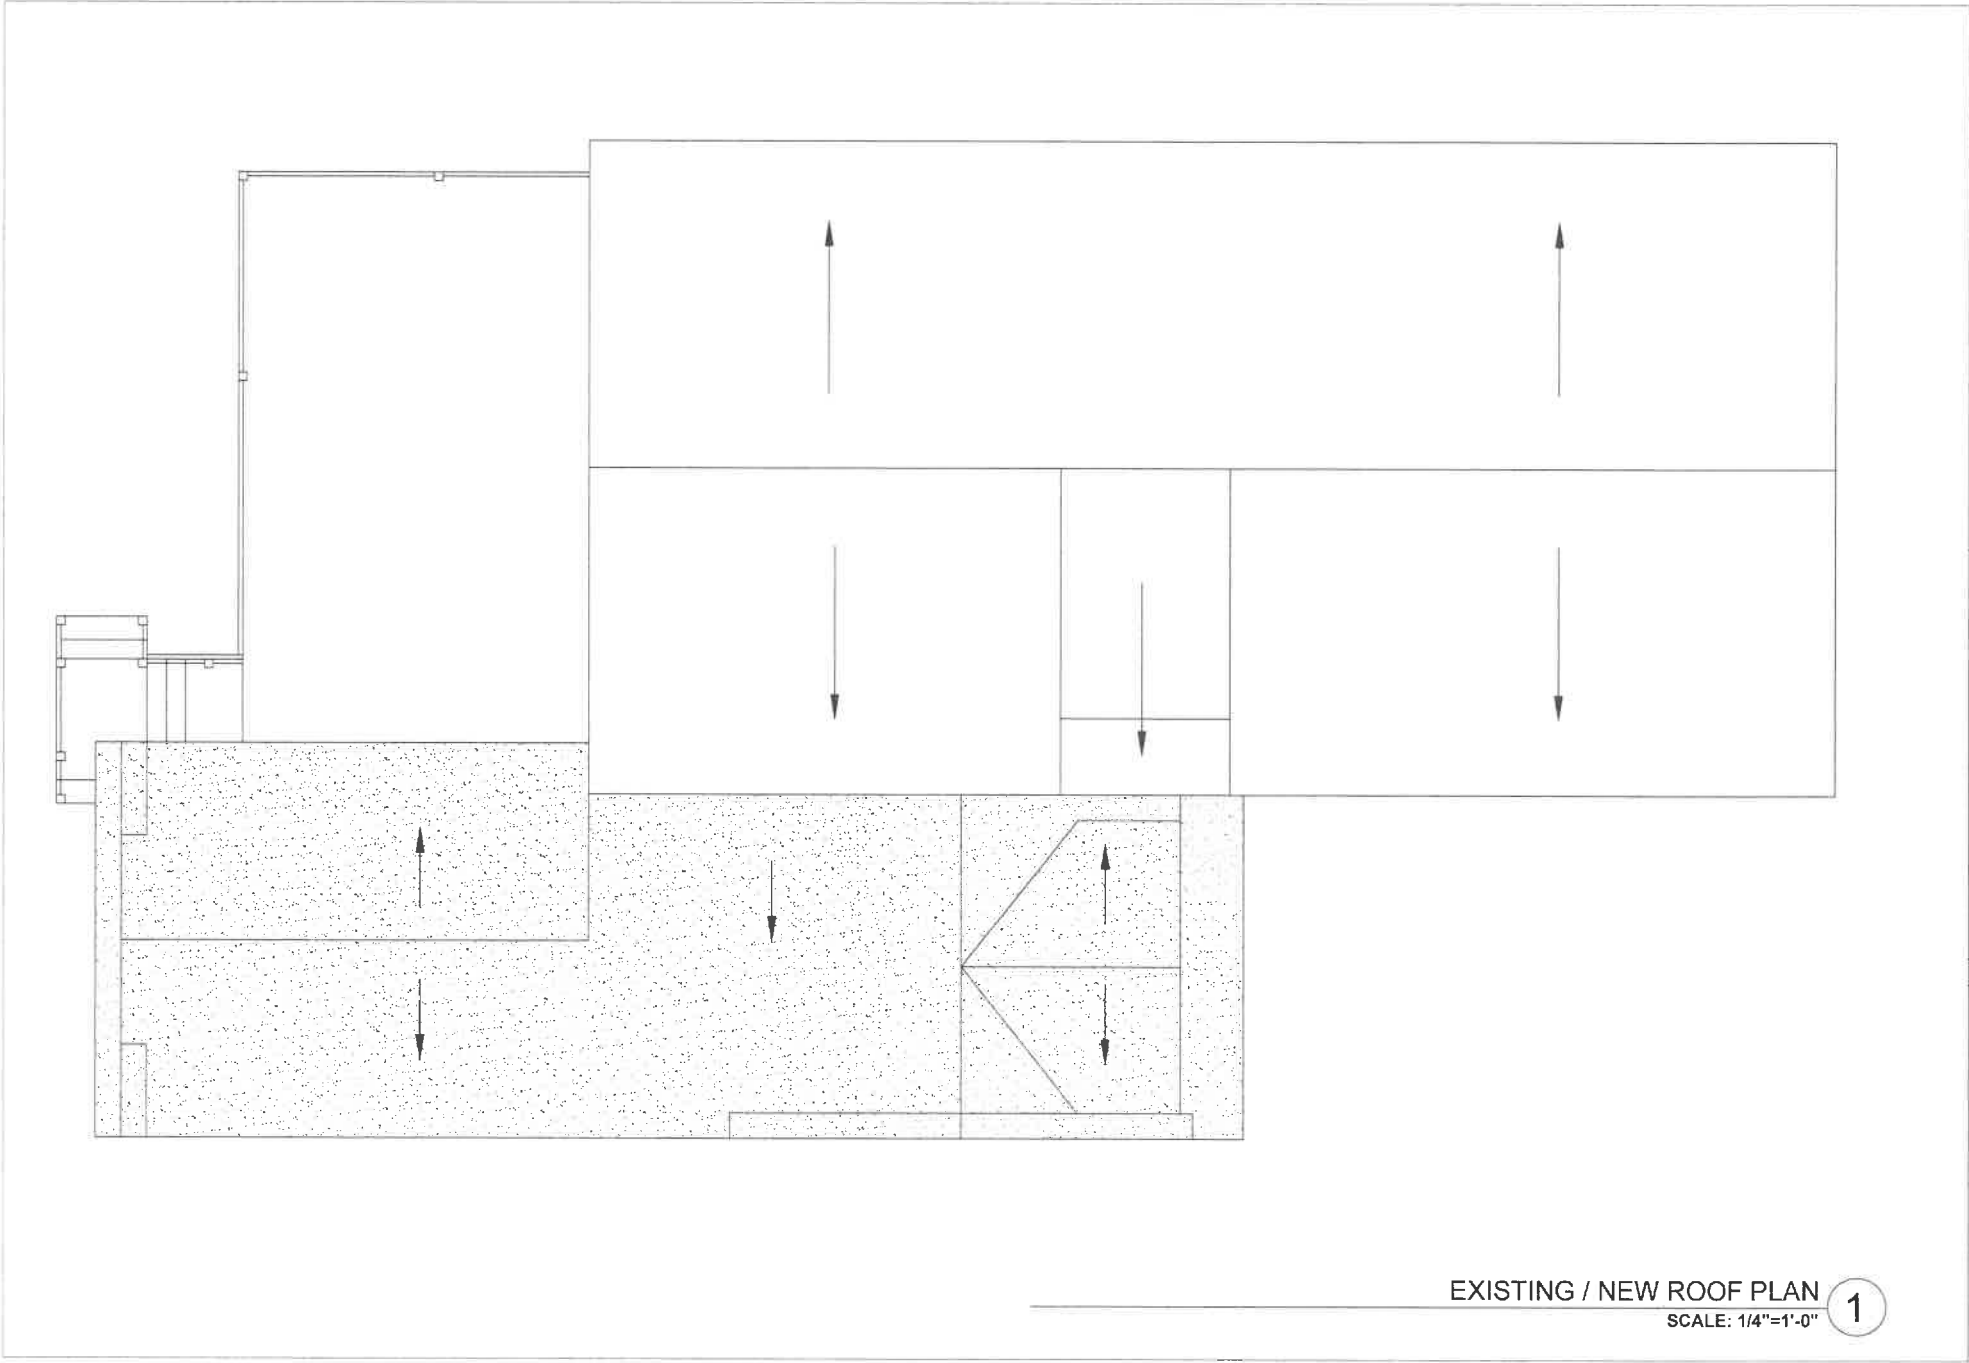 EXISTING / NEW ROOF PLAN
1
SCALE: 1/4"=1'-0"